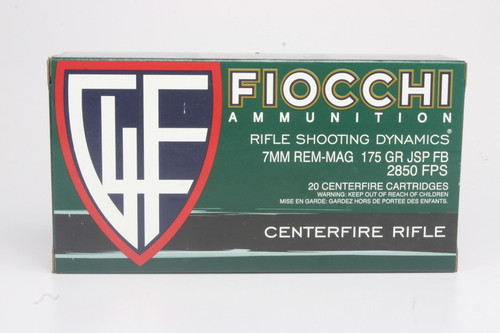 GFL
FIOCCHI
AMMUNITION
RIFLE SHOOTING DYNAMICS®
7MM REM-MAG 175 GR JSP FB
2850 FPS
20 CENTERFIRE CARTRIDGES
WARNING: KEEP OUT OF REACH OF CHILDREN
MISE EN GARDE: GARDEZ HORS DE PORTEE DES ENFANTS.
CENTERFIRE RIFLE